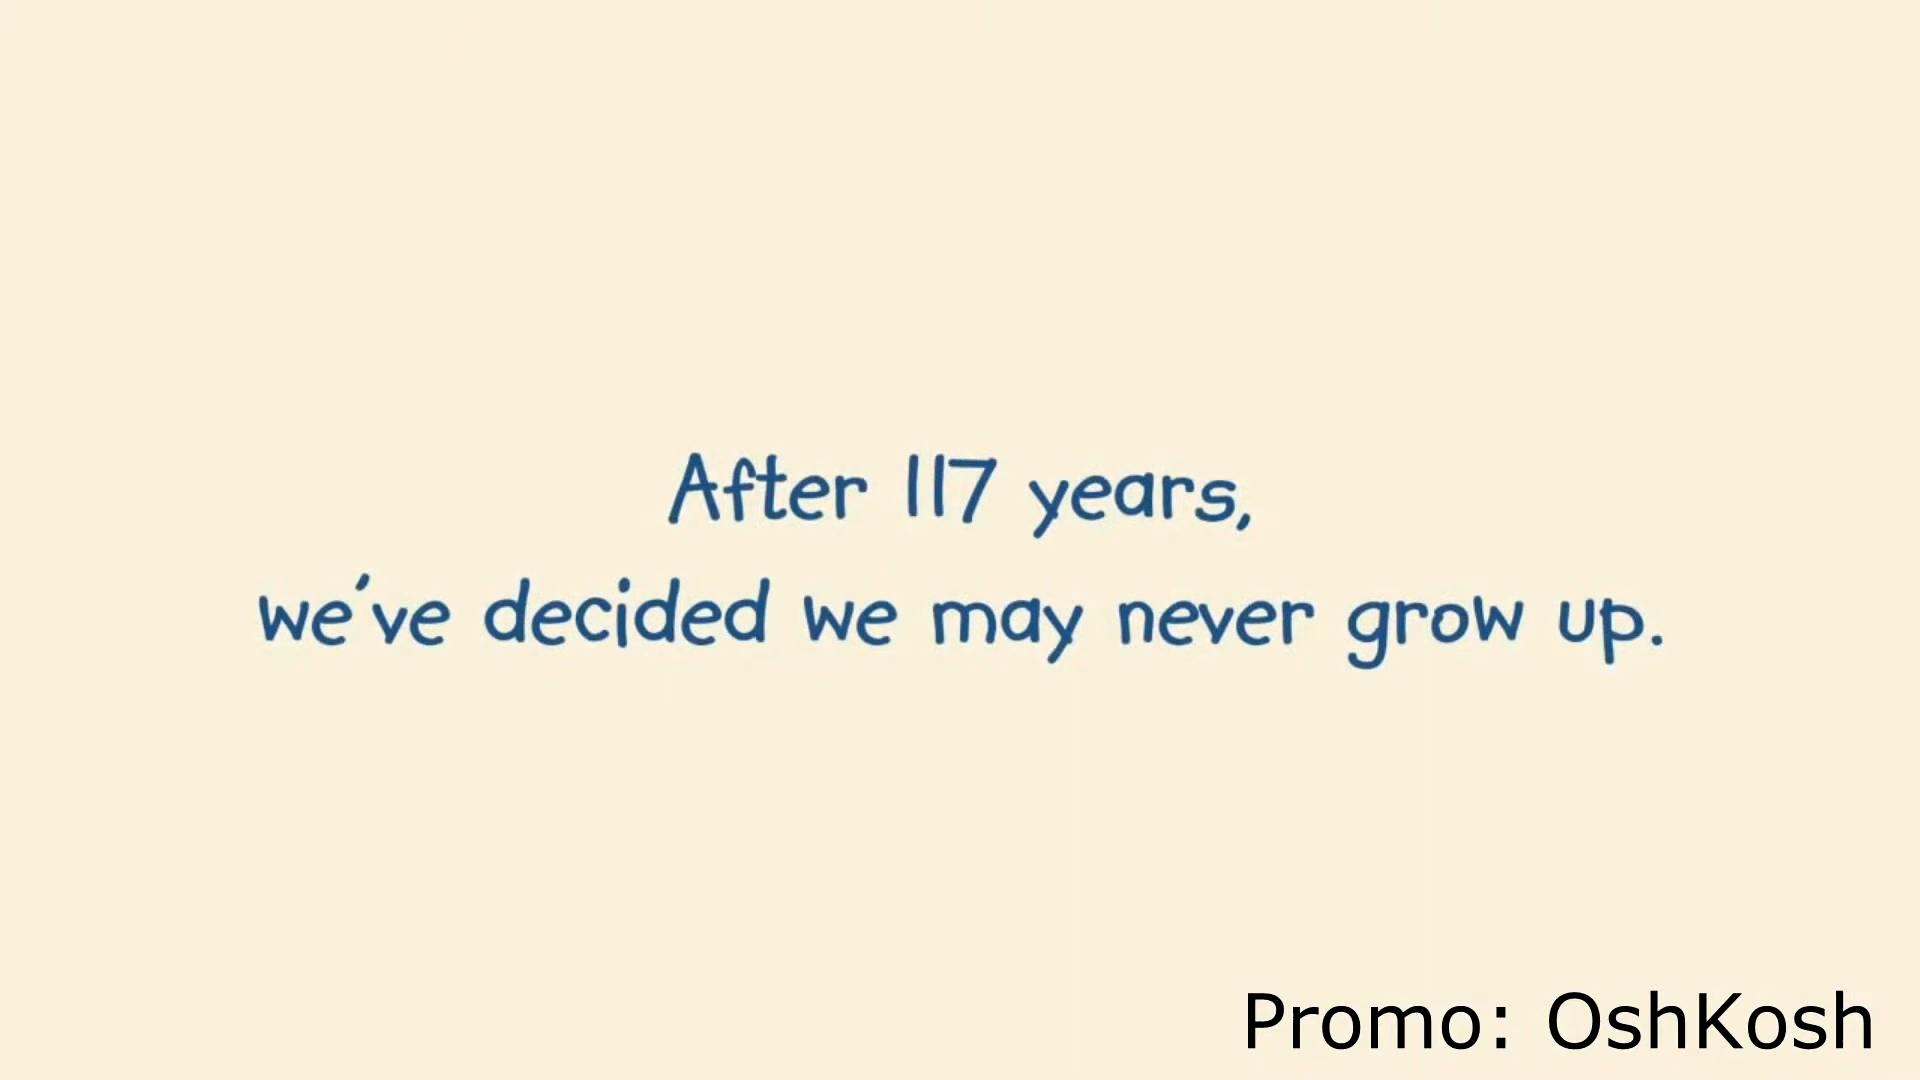 After 117 years,
we've decided we may never grow up.
Promo: OshKosh